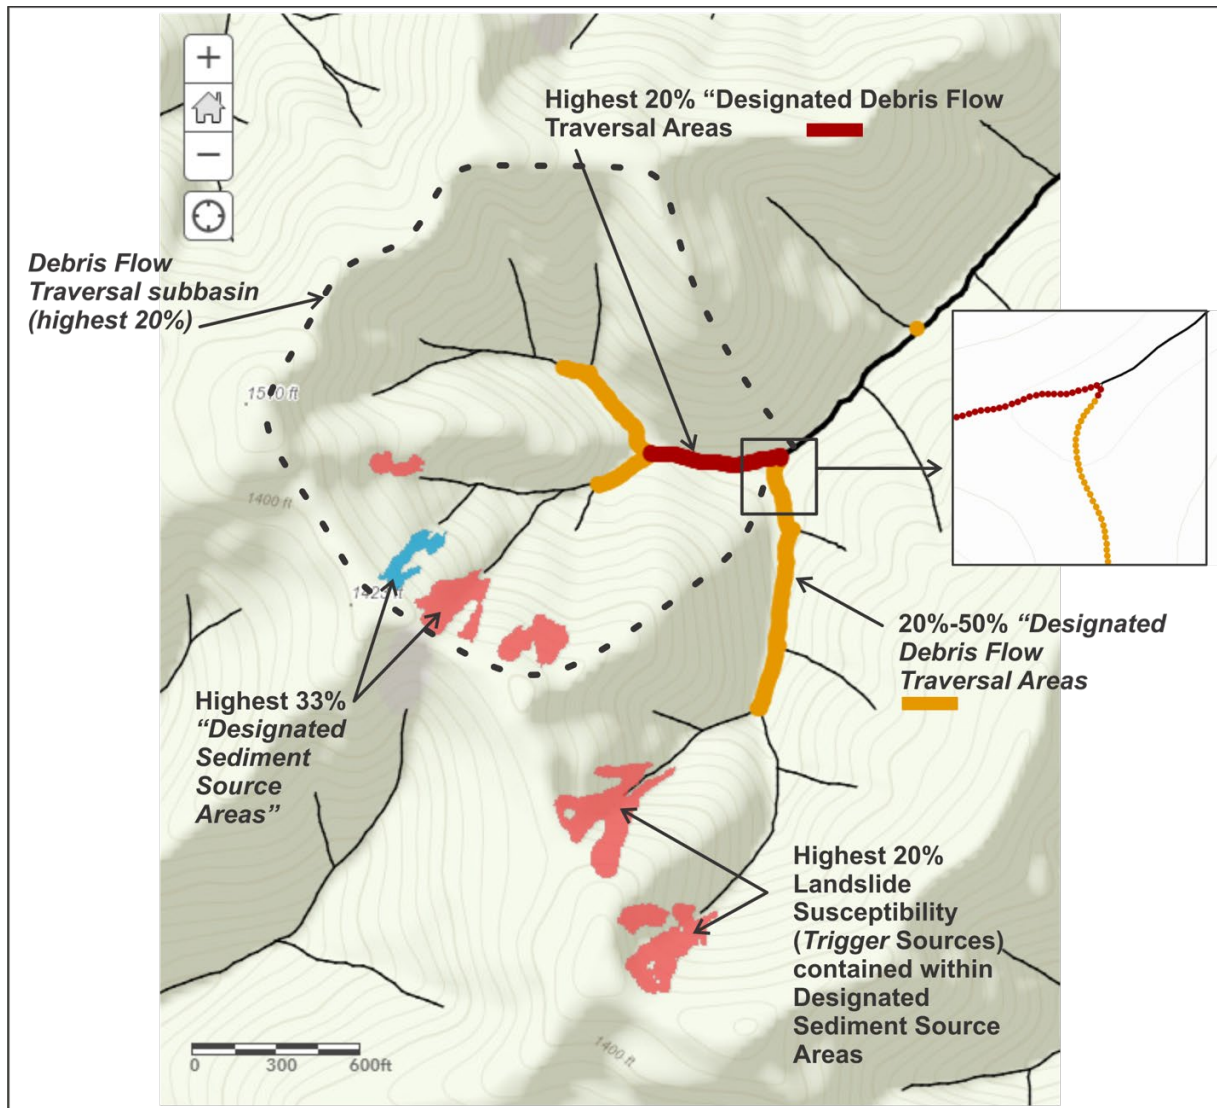 +
−
Highest 20% “Designated Debris Flow
Traversal Areas
Debris Flow
Traversal subbasin
(highest 20%)
1510 ft
1400 ft
1425 ft
20%-50% “Designated
Debris Flow
Traversal Areas
Highest 33%
“Designated
Sediment
Source
Areas”
Highest 20%
Landslide
Susceptibility
(Trigger Sources)
contained within
Designated
Sediment Source
Areas
1400 ft
0 300 600ft